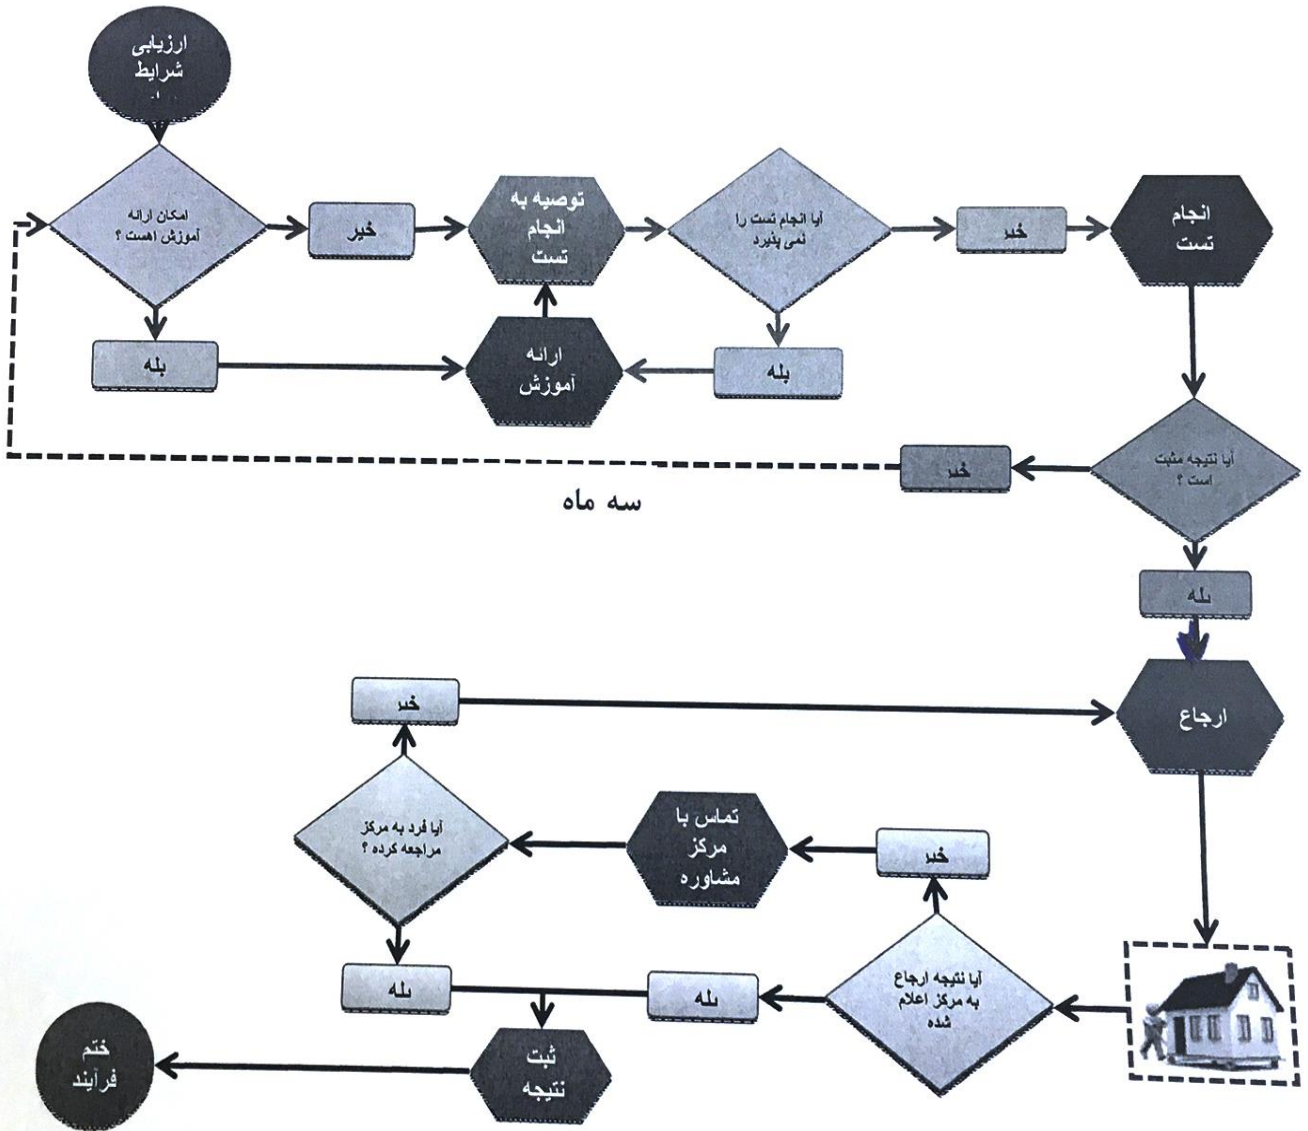 ارزیابی
شرایط
امکان ارائه
آموزش اهست ؟
خیر
بله
توصیه به
انجام
تست
ارائه
آموزش
آیا انجام تست را
نمی پذیرد
خیر
بله
انجام
تست
آیا نتیجه مثبت
است ؟
خیر
سه ماه
بله
ارجاع
آیا نتیجه ارجاع
به مرکز اعلام
شده
خیر
بله
تماس با
مرکز
مشاوره
آیا فرد به مرکز
مراجعه کرده ؟
خیر
بله
ثبت
نتیجه
ختم
فرآیند